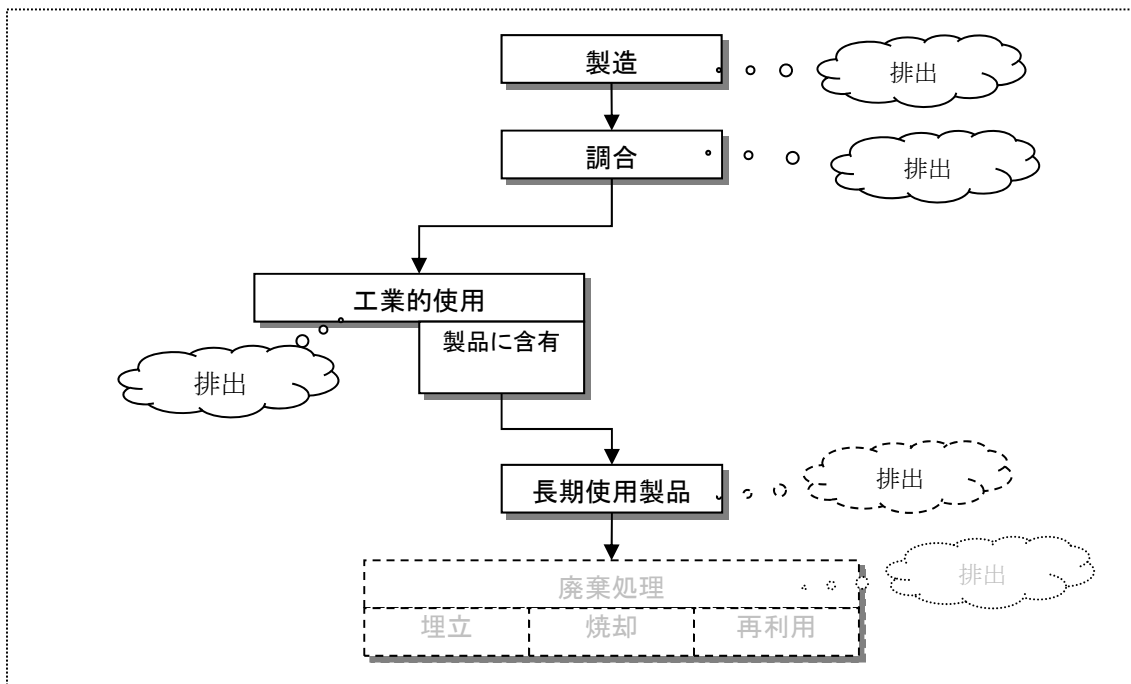 製造
排出
調合
排出
工業的使用
製品に含有
排出
長期使用製品
排出
廃棄処理
排出
埋立
焼却
再利用